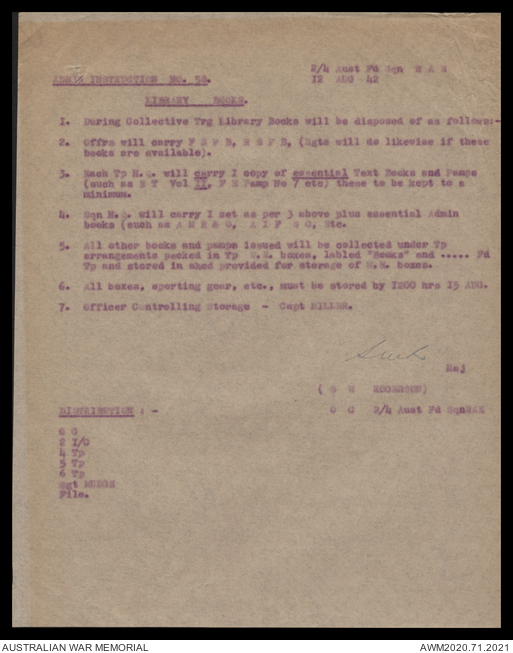 2/4 Aust Fd Sqn R A E
ADMIN INSTRUCTION NO. 50. 12 AUG 42
LIBRARY BOOKS.
1. During Collective Trg Library Books will be disposed of as follows:-
2. Offrs will carry F S P B, R S P B, (Sgts will do likewise if these
books are available).
3. Each Tp H.Q. will carry 1 copy of essential Text Books and Pamps
(such as E T Vol II, F E Pamp No 7 etc) these to be kept to a
minimum.
4. Sqn H.Q. will carry 1 set as per 3 above plus essential Admin
books (such as A M R & O, A I F G O, Etc.
5. All other books and pamps issued will be collected under Tp
arrangements packed in Tp boxes, labled "Books" and ..... Fd
Tp and stored in shed provided for storage of boxes.
6. All boxes, sporting gear, etc., must be stored by 1200 hrs 15 AUG.
7. Officer Controlling Storage - Capt MILLER.
Maj
( )
O C 2/4 Aust Fd SqnRAE
DISTRIBUTION : -
O C
2 I/C
4 Tp
5 Tp
6 Tp
Sgt
File.
AUSTRALIAN WAR MEMORIAL AWM2020.71.2021